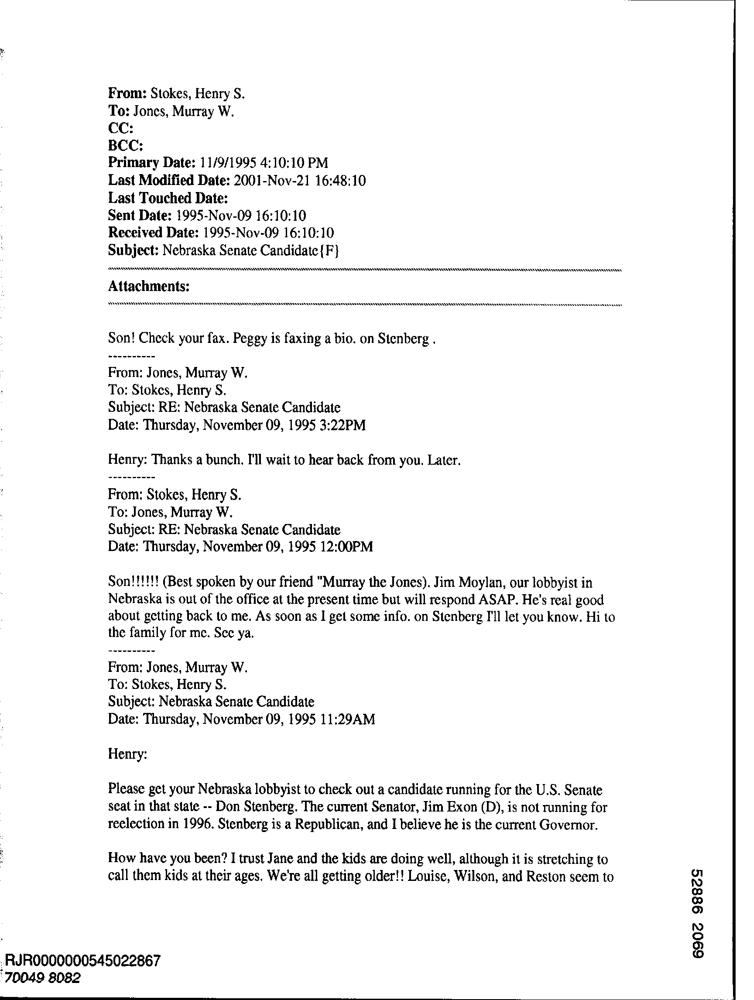 From: Stokes, Henry S.
To: Jones, Murray W.
CC:
BCC:
Primary Date: 11/9/1995 4:10:10 PM
Last Modified Date: 2001-Nov-21 16:48:10
Last Touched Date:
Sent Date: 1995-Nov-09 16:10:10
Received Date: 1995-Nov-09 16:10:10
Subject: Nebraska Senate Candidate{F}
Attachments:
Son! Check your fax. Peggy is faxing a bio. on Stenberg .
----------
From: Jones, Murray W.
To: Stokes, Henry S.
Subject: RE: Nebraska Senate Candidate
Date: Thursday, November 09, 1995 3:22PM
Henry: Thanks a bunch. I'll wait to hear back from you. Later.
----------
From: Stokes, Henry S.
To: Jones, Murray W.
Subject: RE: Nebraska Senate Candidate
Date: Thursday, November 09, 1995 12:00PM
Son!!!!!! (Best spoken by our friend "Murray the Jones). Jim Moylan, our lobbyist in
Nebraska is out of the office at the present time but will respond ASAP. He's real good
about getting back to me. As soon as I get some info. on Stenberg I'll let you know. Hi to
the family for me. See ya.
----------
From: Jones, Murray W.
To: Stokes, Henry S.
Subject: Nebraska Senate Candidate
Date: Thursday, November 09, 1995 11:29AM
Henry:
Please get your Nebraska lobbyist to check out a candidate running for the U.S. Senate
seat in that state -- Don Stenberg. The current Senator, Jim Exon (D), is not running for
reelection in 1996. Stenberg is a Republican, and I believe he is the current Governor.
How have you been? I trust Jane and the kids are doing well, although it is stretching to
call them kids at their ages. We're all getting older!! Louise, Wilson, and Reston seem to
52886 2069
RJR0000000545022867
70049 8082